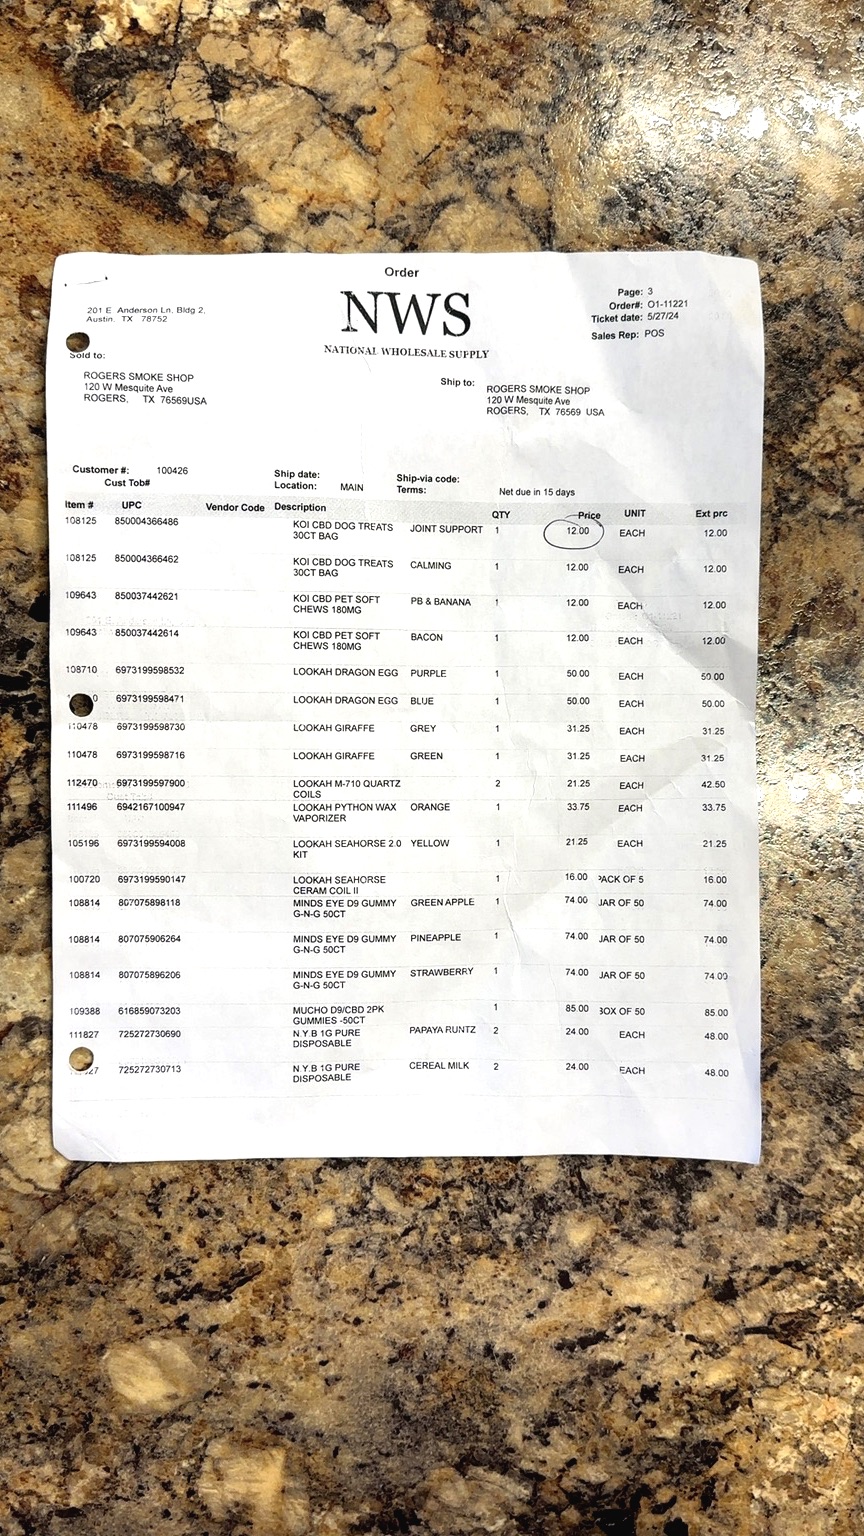 Order
NWS
NATIONAL WHOLESALE SUPPLY
201 E Anderson Ln, Bldg 2,
Austin, TX 78752
Page: 3
Order#: O1-11221
Ticket date: 5/27/24
Sales Rep: POS
Sold to:
ROGERS SMOKE SHOP
120 W Mesquite Ave
ROGERS, TX 76569USA
Ship to:
ROGERS SMOKE SHOP
120 W Mesquite Ave
ROGERS, TX 76569 USA
Customer #: 100426
Cust Tob#
Ship date:
Location: MAIN
Ship-via code:
Terms: Net due in 15 days
Item # UPC Vendor Code Description QTY Price UNIT Ext prc
108125 850004366486 KOI CBD DOG TREATS JOINT SUPPORT 1 12.00 EACH 12.00
30CT BAG
108125 850004366462 KOI CBD DOG TREATS CALMING 1 12.00 EACH 12.00
30CT BAG
109643 850037442621 KOI CBD PET SOFT PB & BANANA 1 12.00 EACH 12.00
CHEWS 180MG
109643 850037442614 KOI CBD PET SOFT BACON 1 12.00 EACH 12.00
CHEWS 180MG
108710 6973199598532 LOOKAH DRAGON EGG PURPLE 1 50.00 EACH 50.00
6973199598471 LOOKAH DRAGON EGG BLUE 1 50.00 EACH 50.00
110478 6973199598730 LOOKAH GIRAFFE GREY 1 31.25 EACH 31.25
110478 6973199598716 LOOKAH GIRAFFE GREEN 1 31.25 EACH 31.25
112470 6973199597900 LOOKAH M-710 QUARTZ 2 21.25 EACH 42.50
COILS
111496 6942167100947 LOOKAH PYTHON WAX ORANGE 1 33.75 EACH 33.75
VAPORIZER
105196 6973199594008 LOOKAH SEAHORSE 2.0 YELLOW 1 21.25 EACH 21.25
KIT
100720 6973199590147 LOOKAH SEAHORSE 1 16.00 PACK OF 5 16.00
CERAM COIL II
108814 807075898118 MINDS EYE D9 GUMMY GREEN APPLE 1 74.00 JAR OF 50 74.00
G-N-G 50CT
108814 807075906264 MINDS EYE D9 GUMMY PINEAPPLE 1 74.00 JAR OF 50 74.00
G-N-G 50CT
108814 807075896206 MINDS EYE D9 GUMMY STRAWBERRY 1 74.00 JAR OF 50 74.00
G-N-G 50CT
109388 616859073203 MUCHO D9/CBD 2PK 1 85.00 BOX OF 50 85.00
GUMMIES -50CT
111827 725272730690 N.Y.B 1G PURE PAPAYA RUNTZ 2 24.00 EACH 48.00
DISPOSABLE
725272730713 N.Y.B 1G PURE CEREAL MILK 2 24.00 EACH 48.00
DISPOSABLE